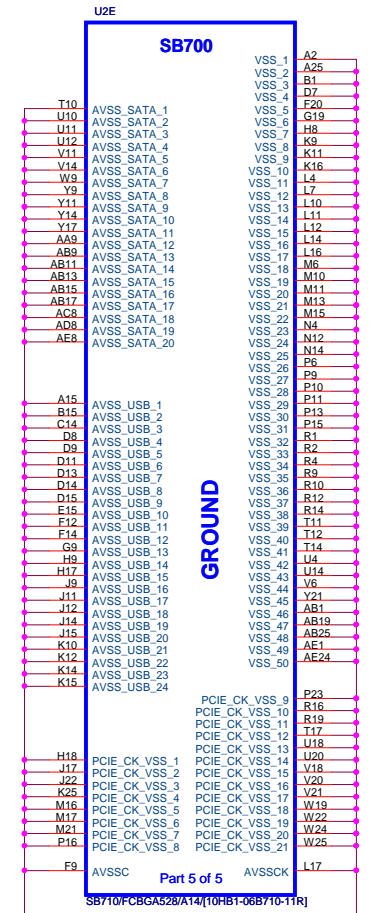 U2E
SB700
T10 AVSS_SATA_1
U10 AVSS_SATA_2
U11 AVSS_SATA_3
U12 AVSS_SATA_4
V11 AVSS_SATA_5
V14 AVSS_SATA_6
W9 AVSS_SATA_7
Y9 AVSS_SATA_8
Y11 AVSS_SATA_9
Y14 AVSS_SATA_10
Y17 AVSS_SATA_11
AA9 AVSS_SATA_12
AB9 AVSS_SATA_13
AB11 AVSS_SATA_14
AB13 AVSS_SATA_15
AB15 AVSS_SATA_16
AB17 AVSS_SATA_17
AC8 AVSS_SATA_18
AD8 AVSS_SATA_19
AE8 AVSS_SATA_20
A15 AVSS_USB_1
B15 AVSS_USB_2
C14 AVSS_USB_3
D8 AVSS_USB_4
D9 AVSS_USB_5
D11 AVSS_USB_6
D13 AVSS_USB_7
D14 AVSS_USB_8
D15 AVSS_USB_9
E15 AVSS_USB_10
F12 AVSS_USB_11
F14 AVSS_USB_12
G9 AVSS_USB_13
H9 AVSS_USB_14
H17 AVSS_USB_15
J9 AVSS_USB_16
J11 AVSS_USB_17
J12 AVSS_USB_18
J14 AVSS_USB_19
J15 AVSS_USB_20
K10 AVSS_USB_21
K12 AVSS_USB_22
K14 AVSS_USB_23
K15 AVSS_USB_24
H18 PCIE_CK_VSS_1
J17 PCIE_CK_VSS_2
J22 PCIE_CK_VSS_3
K25 PCIE_CK_VSS_4
M16 PCIE_CK_VSS_5
M17 PCIE_CK_VSS_6
M21 PCIE_CK_VSS_7
P16 PCIE_CK_VSS_8
F9 AVSSC
GROUND
VSS_1 A2
VSS_2 A25
VSS_3 B1
VSS_4 D7
VSS_5 F20
VSS_6 G19
VSS_7 H8
VSS_8 K9
VSS_9 K11
VSS_10 K16
VSS_11 L4
VSS_12 L7
VSS_13 L10
VSS_14 L11
VSS_15 L12
VSS_16 L14
VSS_17 L16
VSS_18 M6
VSS_19 M10
VSS_20 M11
VSS_21 M13
VSS_22 M15
VSS_23 N4
VSS_24 N12
VSS_25 N14
VSS_26 P6
VSS_27 P9
VSS_28 P10
VSS_29 P11
VSS_30 P13
VSS_31 P15
VSS_32 R1
VSS_33 R2
VSS_34 R4
VSS_35 R9
VSS_36 R10
VSS_37 R12
VSS_38 R14
VSS_39 T11
VSS_40 T12
VSS_41 T14
VSS_42 U4
VSS_43 U14
VSS_44 V6
VSS_45 Y21
VSS_46 AB1
VSS_47 AB19
VSS_48 AB25
VSS_49 AE1
VSS_50 AE24
PCIE_CK_VSS_9 P23
PCIE_CK_VSS_10 R16
PCIE_CK_VSS_11 R19
PCIE_CK_VSS_12 T17
PCIE_CK_VSS_13 U18
PCIE_CK_VSS_14 U20
PCIE_CK_VSS_15 V18
PCIE_CK_VSS_16 V20
PCIE_CK_VSS_17 V21
PCIE_CK_VSS_18 W19
PCIE_CK_VSS_19 W22
PCIE_CK_VSS_20 W24
PCIE_CK_VSS_21 W25
AVSSCK L17
Part 5 of 5
SB710/FCBGA528/A14/[10HB1-06B710-11R]